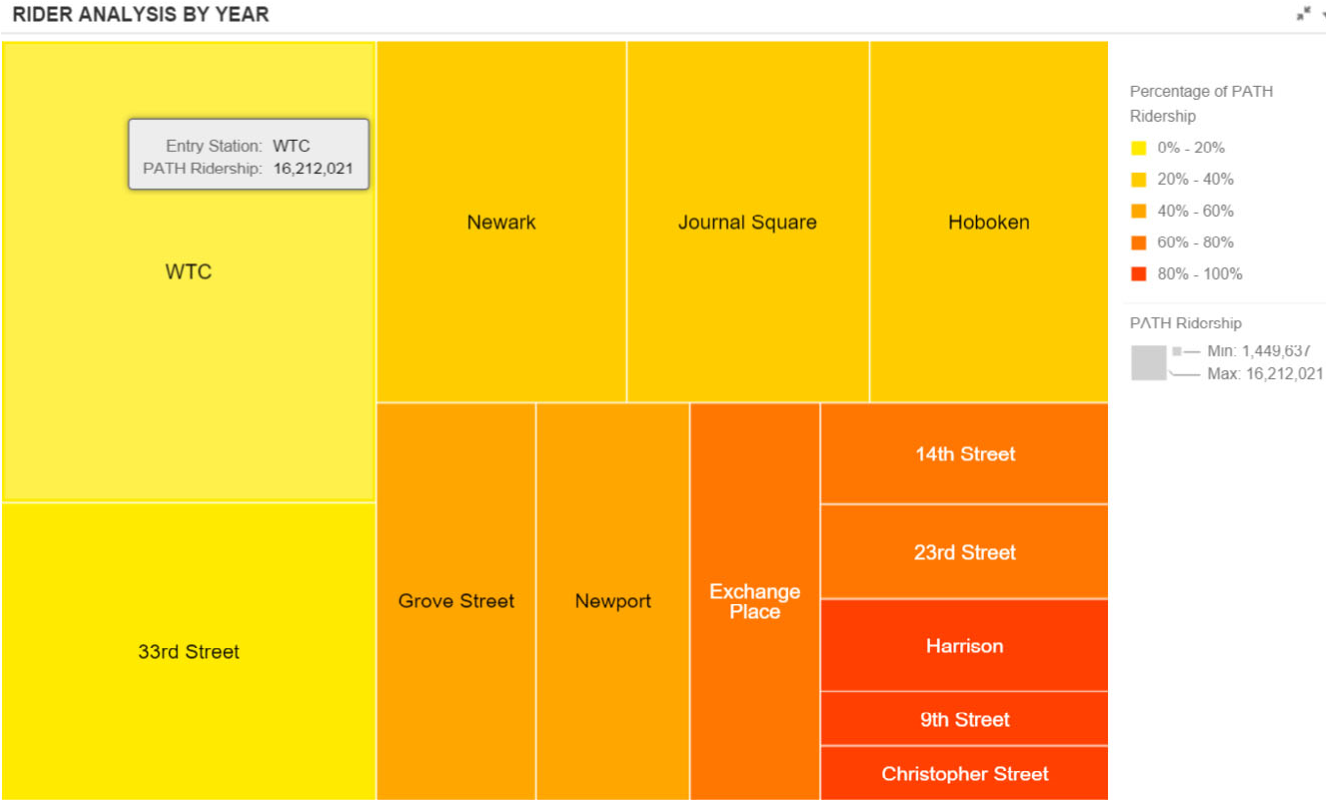 RIDER ANALYSIS BY YEAR
Entry Station: WTC
PATH Ridership: 16,212,021
WTC
Newark
Journal Square
Hoboken
33rd Street
Grove Street
Newport
Exchange
Place
14th Street
23rd Street
Harrison
9th Street
Christopher Street
Percentage of PATH
Ridership
0% - 20%
20% - 40%
40% - 60%
60% - 80%
80% - 100%
PATH Ridership
Min: 1,449,637
Max: 16,212,021